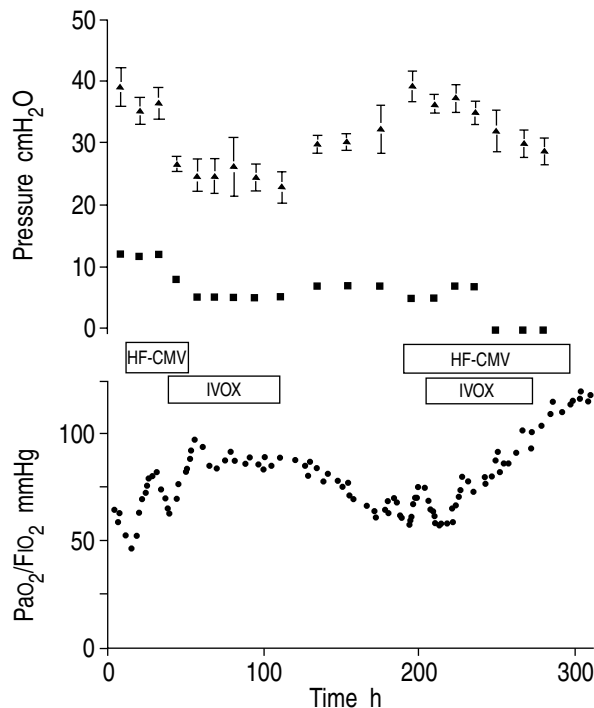 50
40
30
20
10
0
Pressure cmH₂O
HF-CMV
HF-CMV
IVOX
IVOX
100
50
0
PaO₂/FIO₂ mmHg
0
100
200
300
Time h